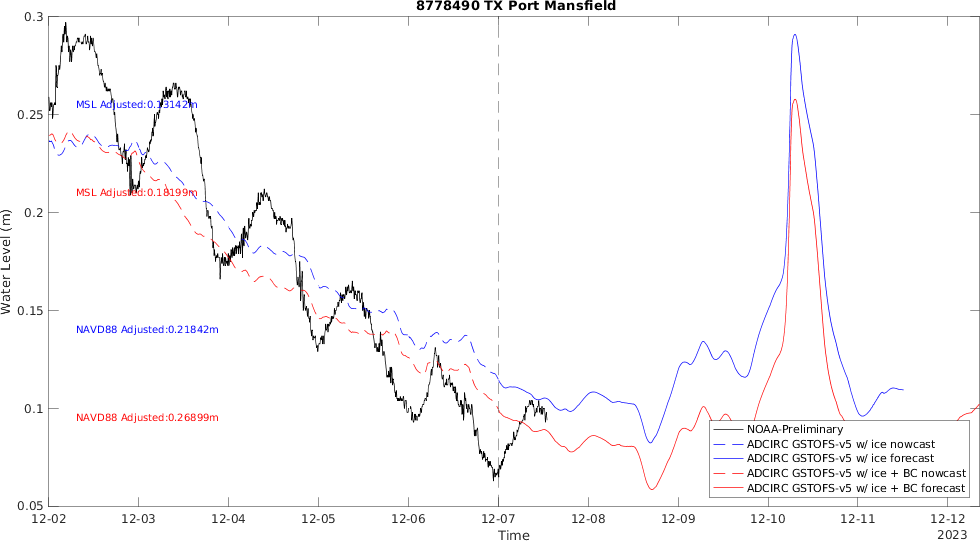 8778490 TX Port Mansfield
0.3
0.25
0.2
0.15
0.1
0.05
Water Level (m)
MSL Adjusted:0.13142m
MSL Adjusted:0.18199m
NAVD88 Adjusted:0.21842m
NAVD88 Adjusted:0.26899m
NOAA-Preliminary
ADCIRC GSTOFS-v5 w/ ice nowcast
ADCIRC GSTOFS-v5 w/ ice forecast
ADCIRC GSTOFS-v5 w/ ice + BC nowcast
ADCIRC GSTOFS-v5 w/ ice + BC forecast
12-02 12-03 12-04 12-05 12-06 12-07 12-08 12-09 12-10 12-11 12-12
Time
2023